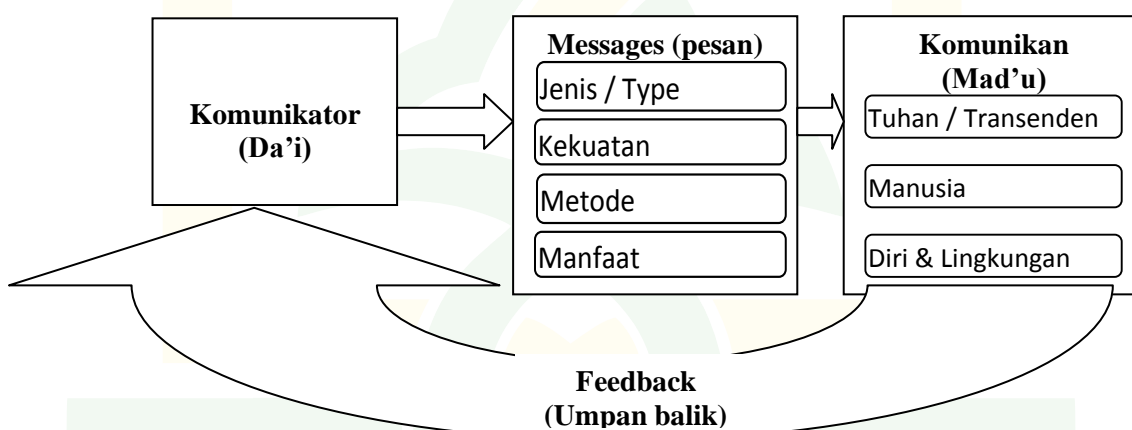 Komunikator
(Da'i)
Messages (pesan)
Jenis / Type
Kekuatan
Metode
Manfaat
Komunikan
(Mad'u)
Tuhan / Transenden
Manusia
Diri & Lingkungan
Feedback
(Umpan balik)